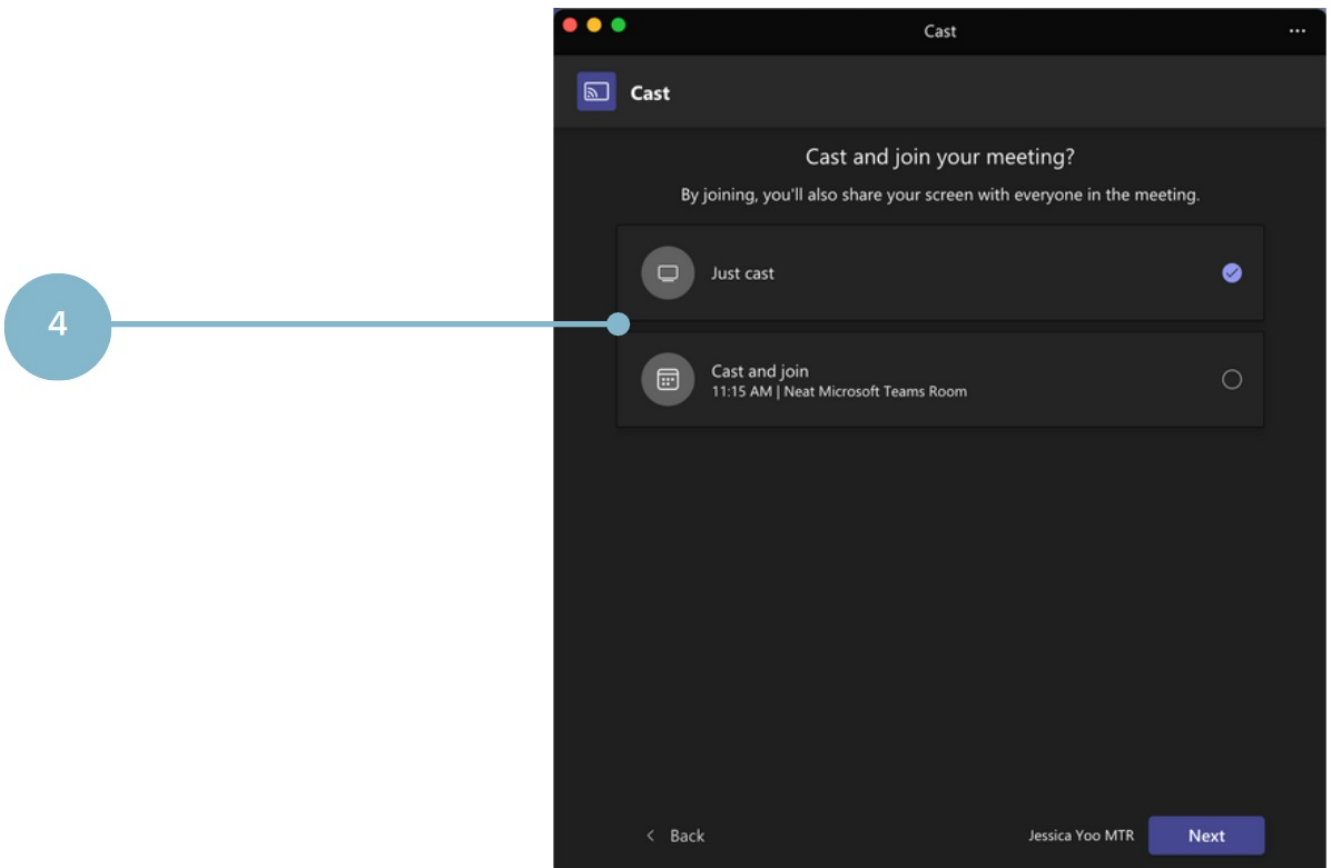 Cast
Cast
Cast and join your meeting?
By joining, you'll also share your screen with everyone in the meeting.
Just cast
4
Cast and join
11:15 AM | Neat Microsoft Teams Room
Back
Jessica Yoo MTR
Next